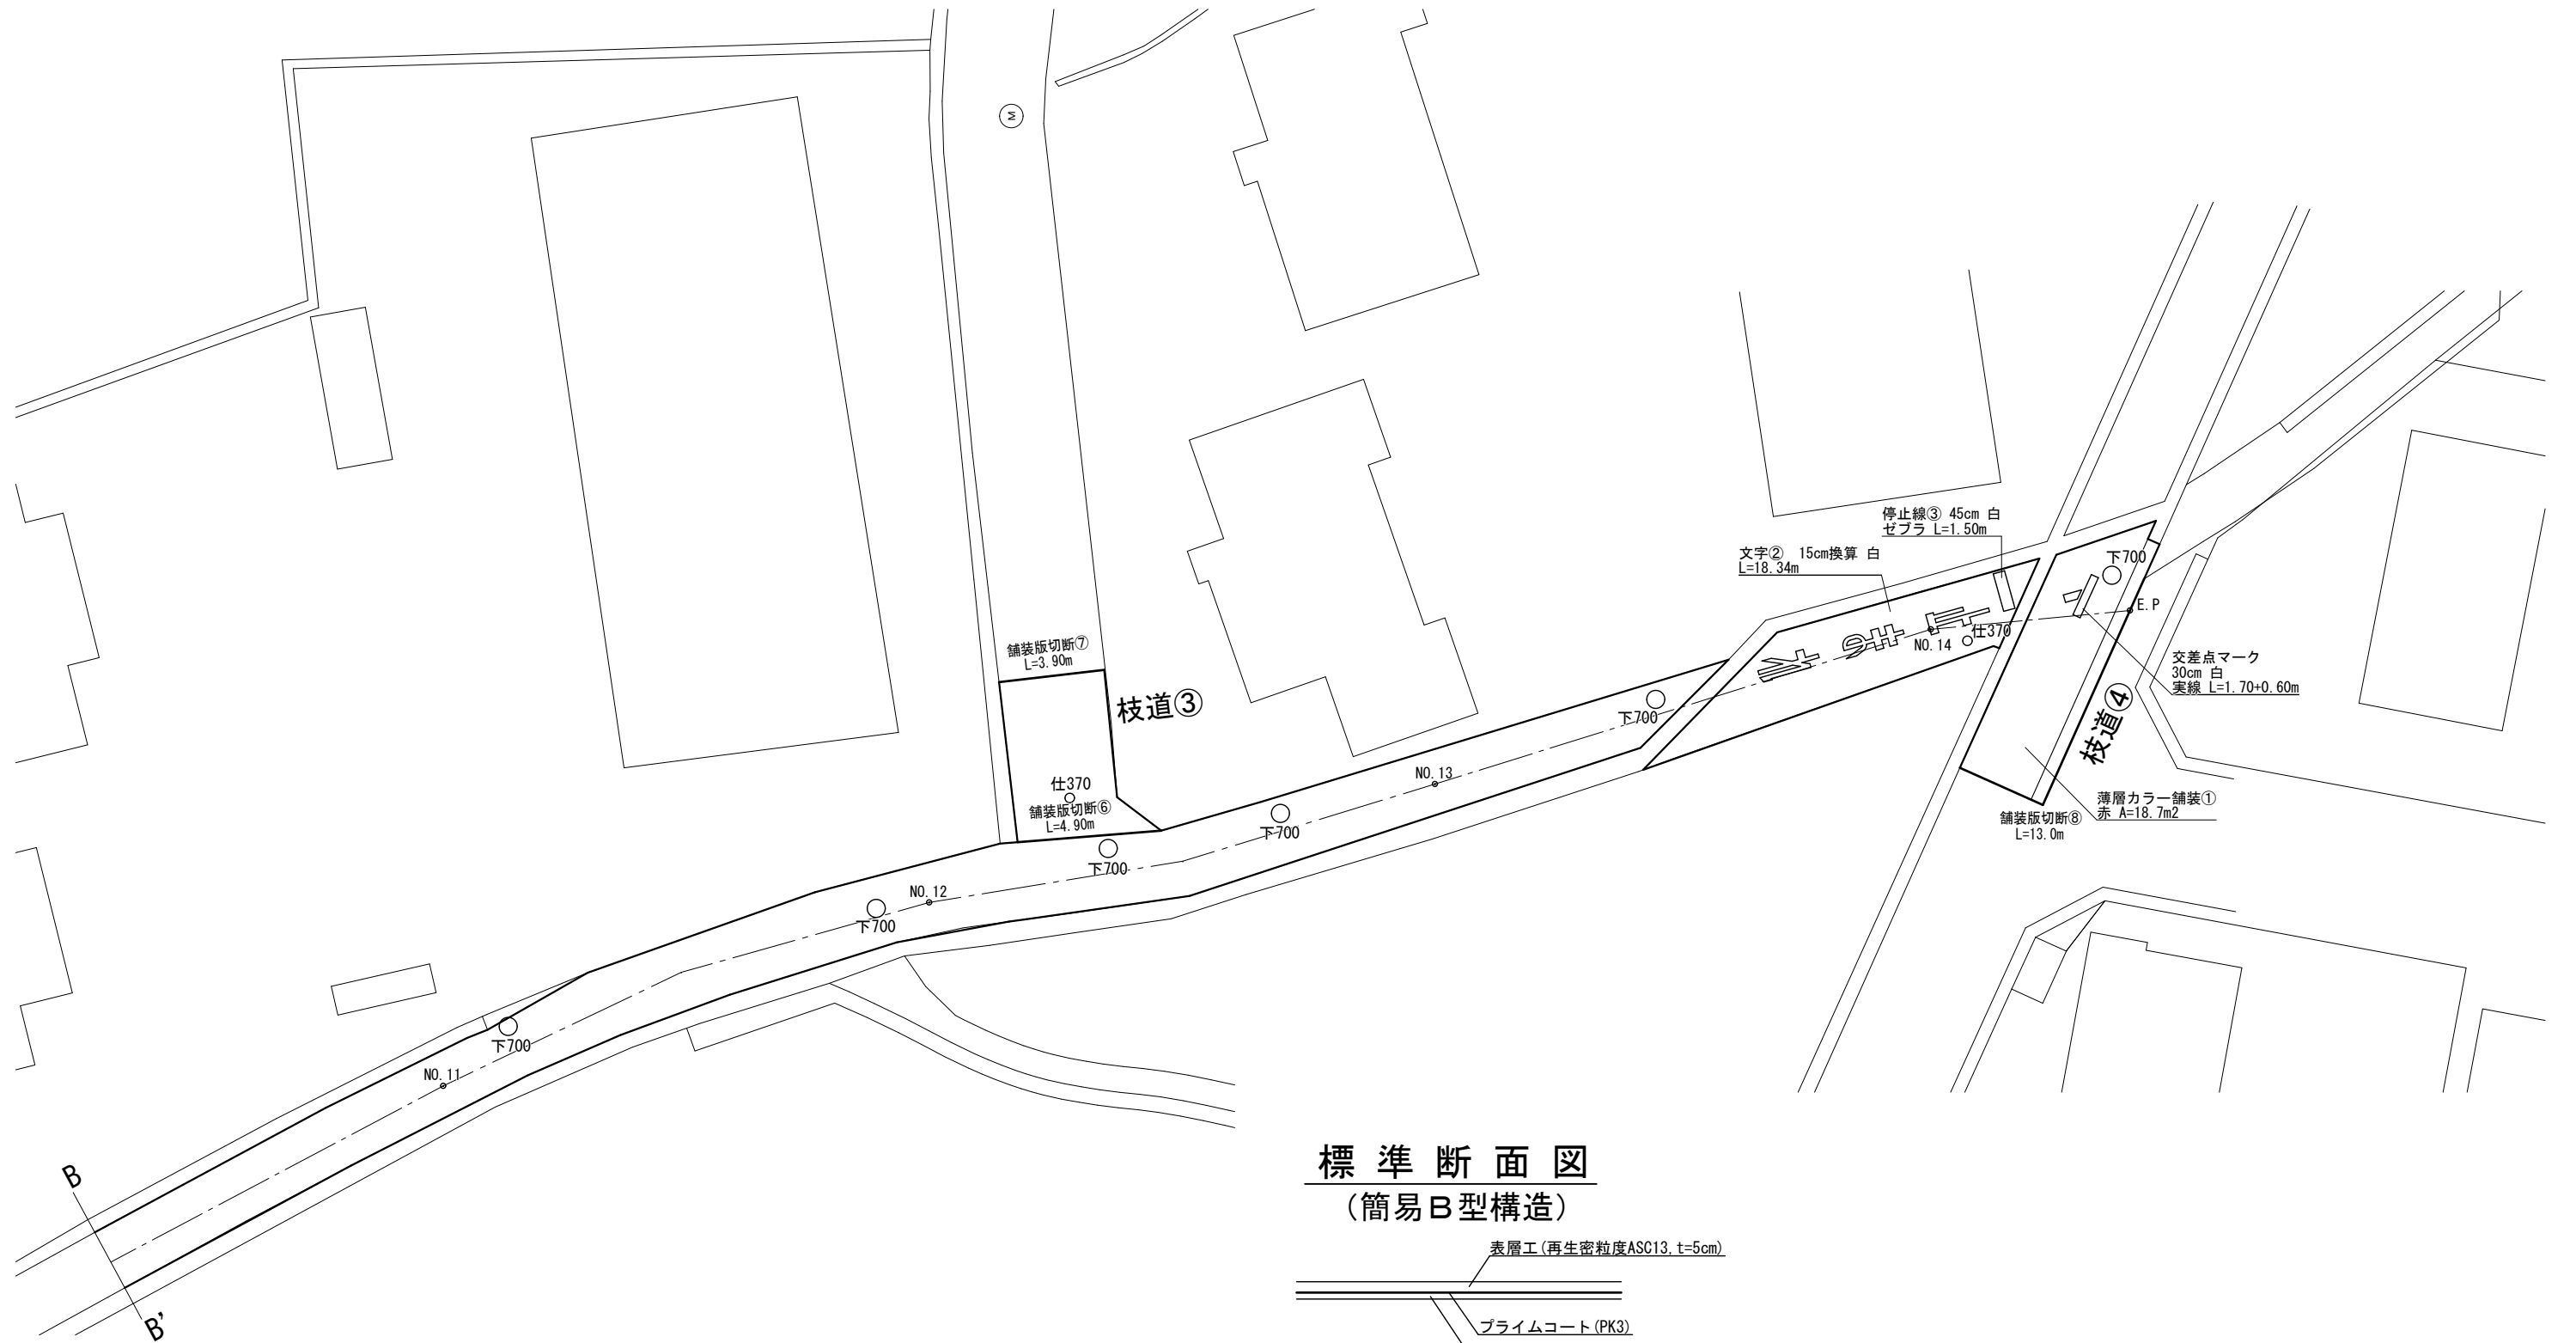 M
停止線③ 45cm 白
ゼブラ L=1.50m
文字② 15cm換算 白
L=18.34m
下700
E.P
止まれ
仕370
NO.14
舗装版切断⑦
L=3.90m
枝道③
交差点マーク
30cm 白
実線 L=1.70+0.60m
枝道④
下700
NO.13
仕370
舗装版切断⑥
L=4.90m
下700
下700
薄層カラー舗装①
赤 A=18.7m2
舗装版切断⑧
L=13.0m
NO.12
下700
下700
NO.11
B
B'
標準断面図
(簡易B型構造)
表層工(再生密粒度ASC13,t=5cm)
プライムコート(PK3)